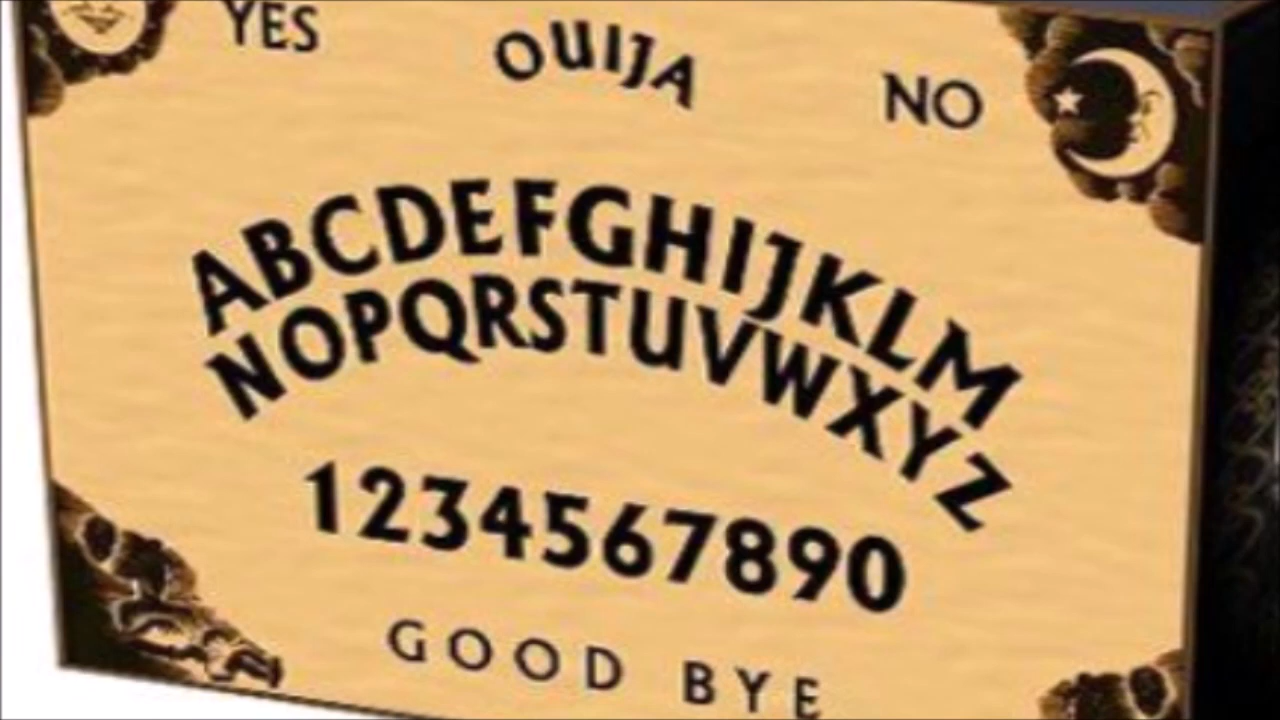 YES OUIJA NO
ABCDEFGHIJKLM
NOPQRSTUVWXYZ
1234567890
GOOD BYE